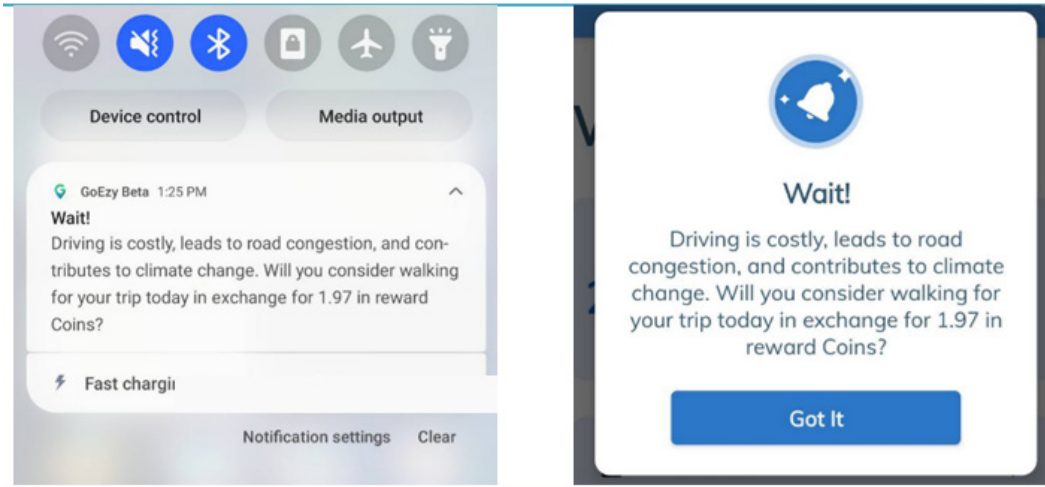 Device control
Media output
GoEzy Beta 1:25 PM
Wait!
Driving is costly, leads to road congestion, and con-
tributes to climate change. Will you consider walking
for your trip today in exchange for 1.97 in reward
Coins?
Fast chargi
Notification settings
Clear
Wait!
Driving is costly, leads to road
congestion, and contributes to climate
change. Will you consider walking for
your trip today in exchange for 1.97 in
reward Coins?
Got It